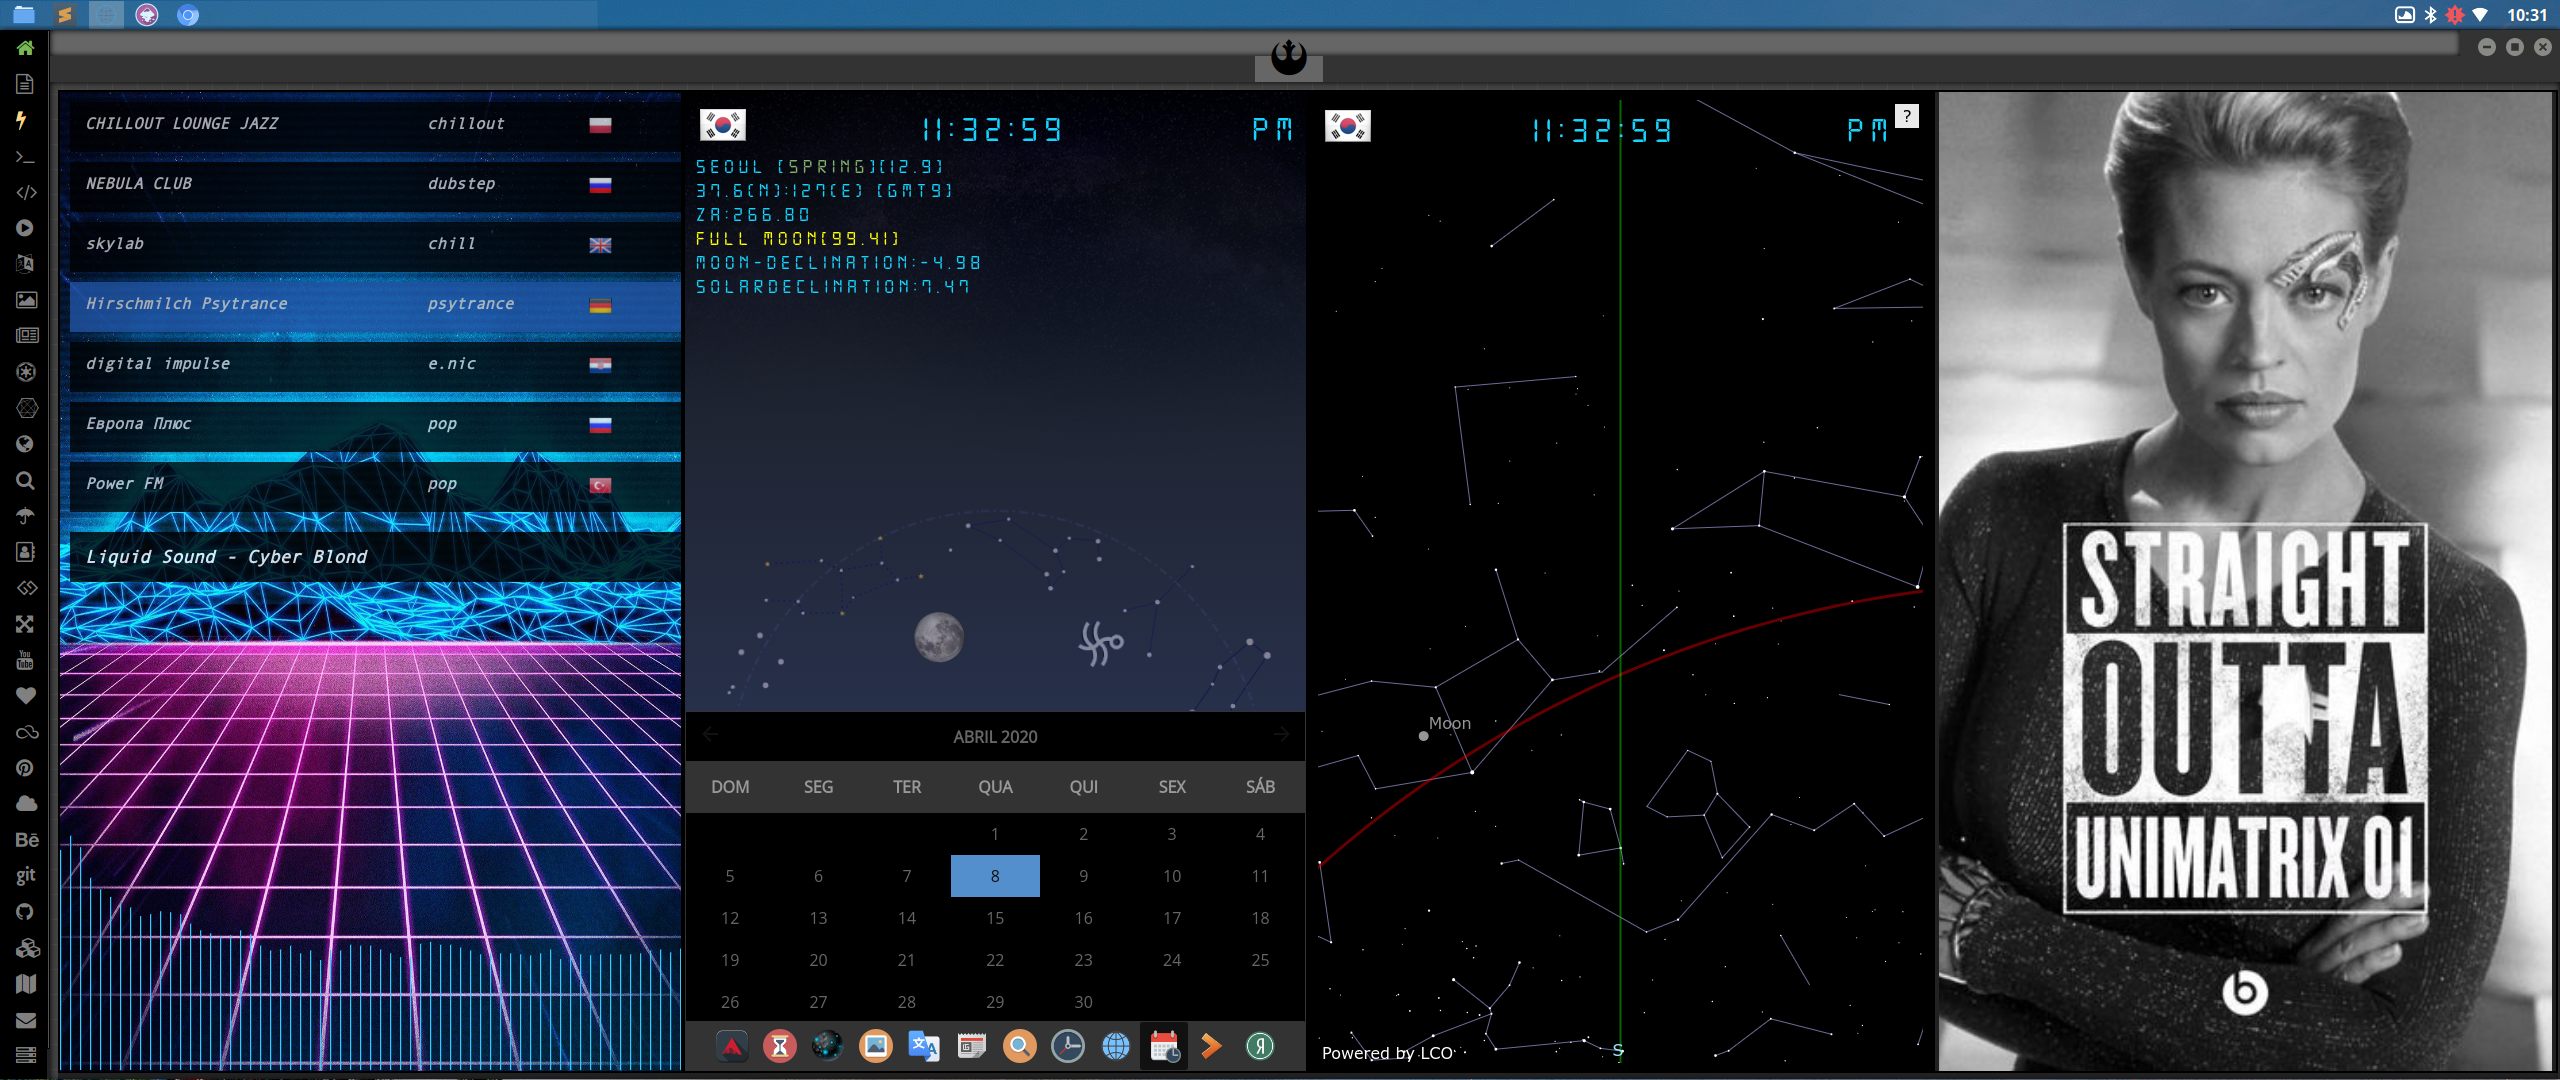 10:31
CHILLOUT LOUNGE JAZZ chillout
NEBULA CLUB dubstep
skylab chill
Hirschmilch Psytrance psytrance
digital impulse e.nic
Европа Плюс pop
Power FM pop
Liquid Sound - Cyber Blond
You
Tube
Bē
git
11:32:59 PM
SEOUL [SPRING][12.9]
37.6(N):127(E) [GMT9]
ZA:266.80
FULL MOON[99.41]
MOON-DECLINATION:-4.98
SOLARDECLINATION:7.47
ABRIL 2020
DOM SEG TER QUA QUI SEX SÁB
1 2 3 4
5 6 7 8 9 10 11
12 13 14 15 16 17 18
19 20 21 22 23 24 25
26 27 28 29 30
文 A
Я
11:32:59 PM
?
Moon
Powered by LCO
S
STRAIGHT
OUTTA
UNIMATRIX 01
b